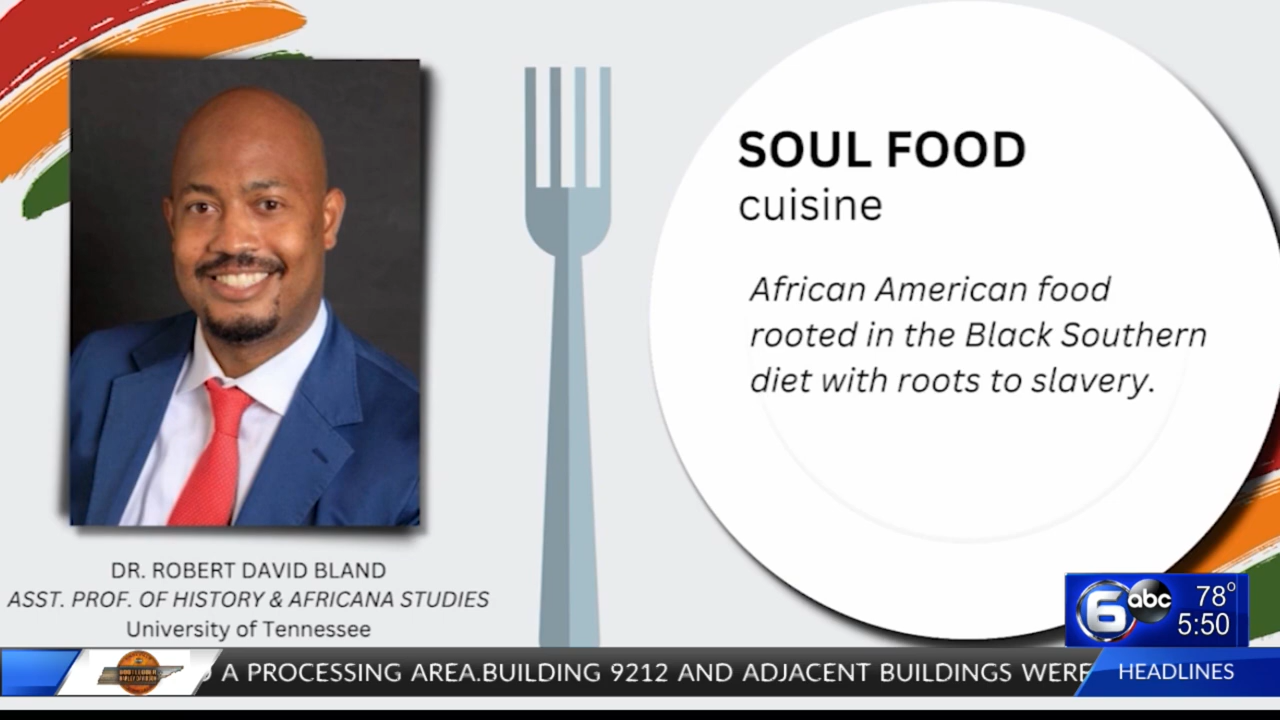 SOUL FOOD
cuisine
African American food
rooted in the Black Southern
diet with roots to slavery.
DR. ROBERT DAVID BLAND
ASST. PROF. OF HISTORY & AFRICANA STUDIES
University of Tennessee
6 abc 78°
5:50
A PROCESSING AREA.BUILDING 9212 AND ADJACENT BUILDINGS WERE
HEADLINES